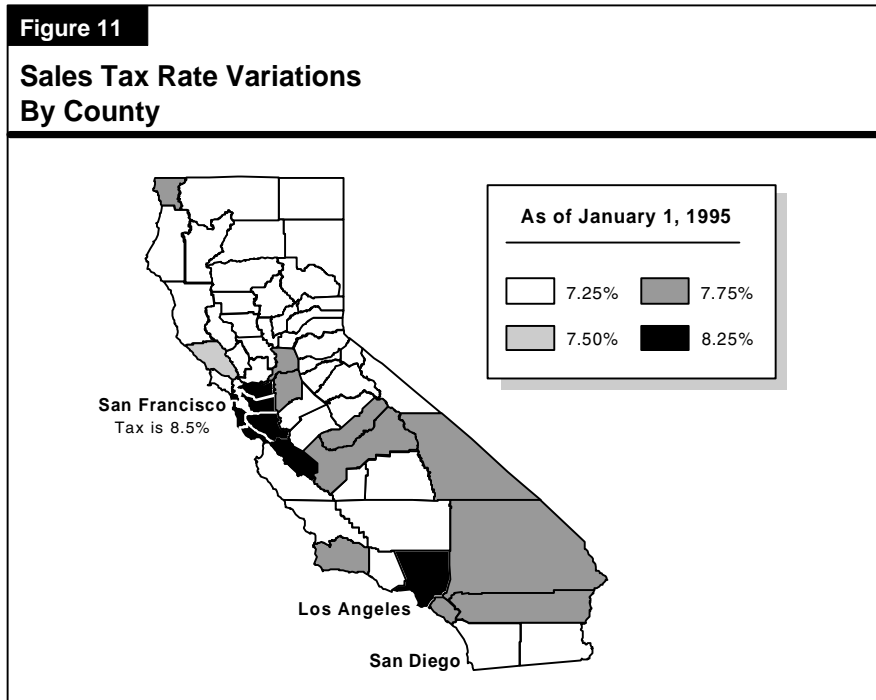 Figure 11
Sales Tax Rate Variations
By County
As of January 1, 1995
7.25%
7.75%
7.50%
8.25%
San Francisco
Tax is 8.5%
Los Angeles
San Diego